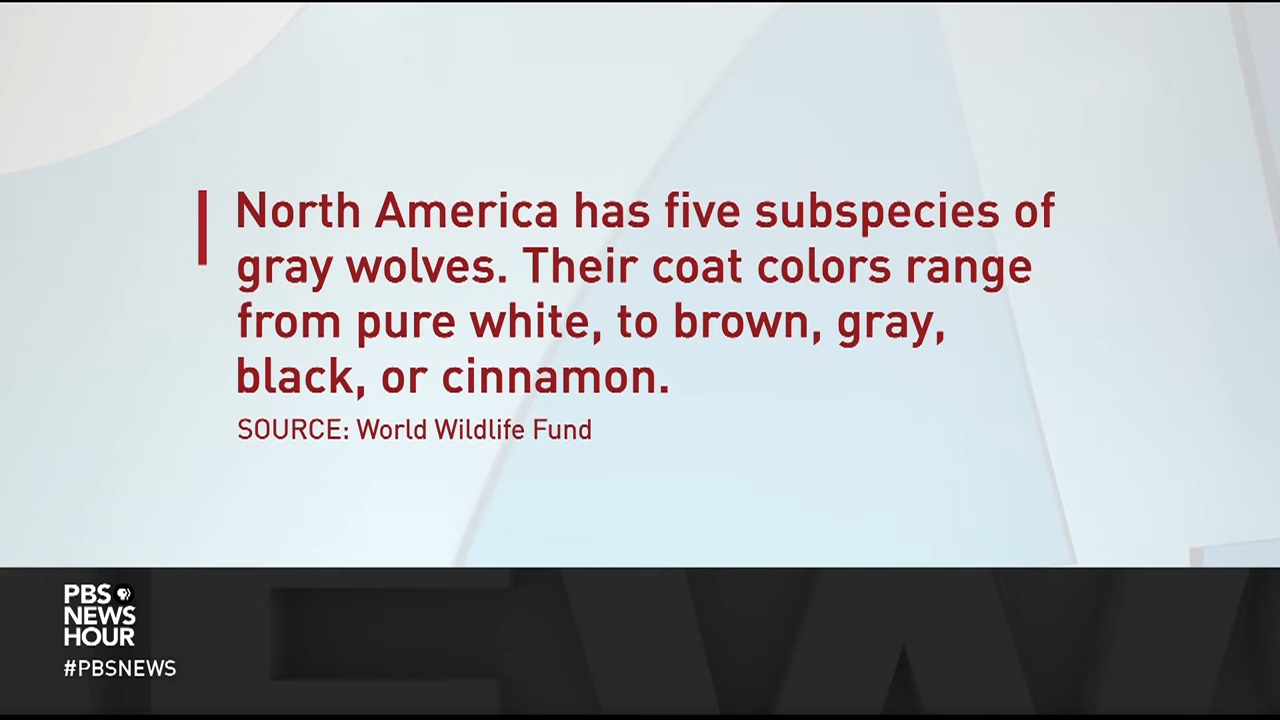 North America has five subspecies of
gray wolves. Their coat colors range
from pure white, to brown, gray,
black, or cinnamon.
SOURCE: World Wildlife Fund
PBS
NEWS
HOUR
#PBSNEWS